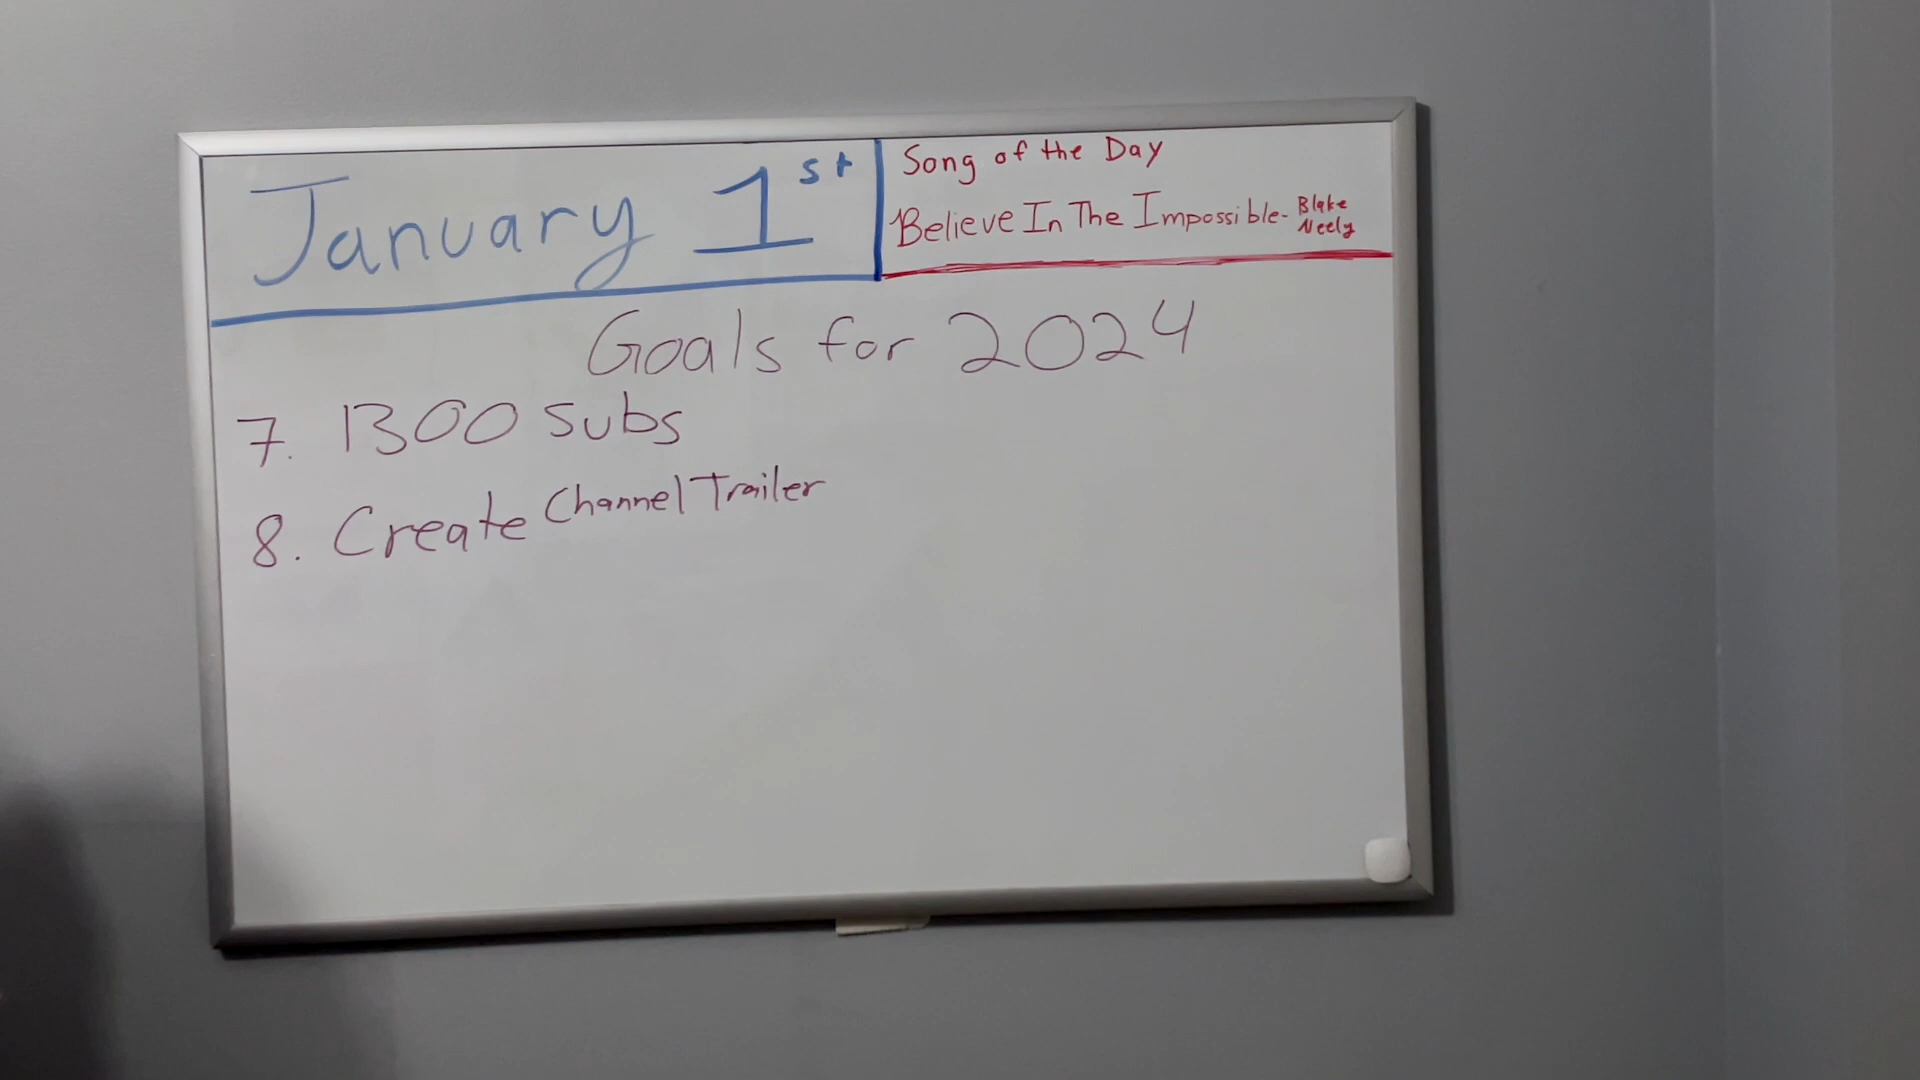 January 1st
Song of the Day
Believe In The Impossible- Blake Neely
Goals for 2024
7. 1300 subs
8. Create Channel Trailer